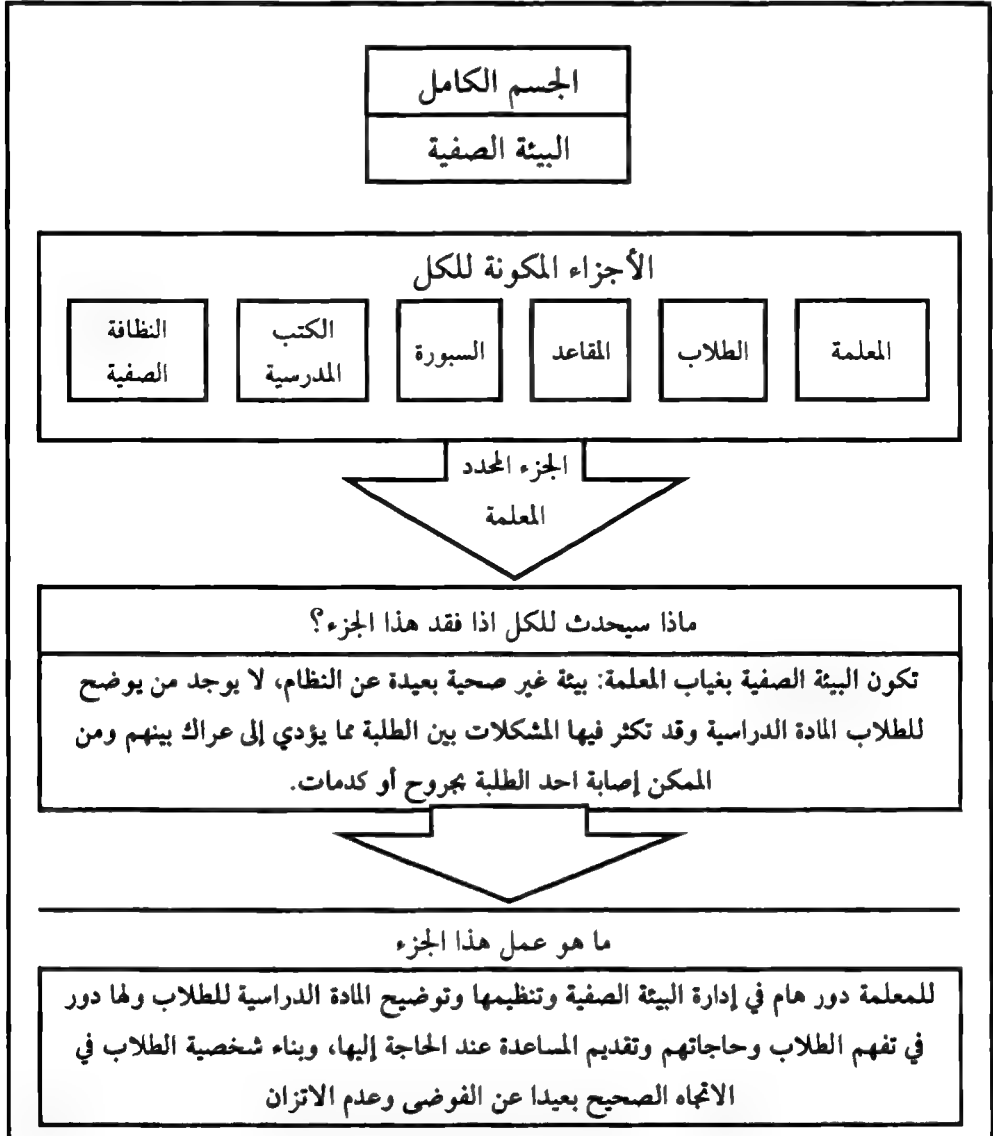 الجسم الكامل
البيئة الصفية
الأجزاء المكونة للكل
المعلمة
الطلاب
المقاعد
السبورة
الكتب
المدرسية
النظافة
الصفية
الجزء المحدد
المعلمة
ماذا سيحدث للكل اذا فقد هذا الجزء؟
تكون البيئة الصفية بغياب المعلمة: بيئة غير صحية بعيدة عن النظام، لا يوجد من يوضح
للطلاب المادة الدراسية وقد تكثر فيها المشكلات بين الطلبة مما يؤدي إلى عراك بينهم ومن
الممكن إصابة احد الطلبة بجروح أو كدمات.
ما هو عمل هذا الجزء
للمعلمة دور هام في إدارة البيئة الصفية وتنظيمها وتوضيح المادة الدراسية للطلاب ولها دور
في تفهم الطلاب وحاجاتهم وتقديم المساعدة عند الحاجة إليها، وبناء شخصية الطلاب في
الاتجاه الصحيح بعيدا عن الفوضى وعدم الاتزان